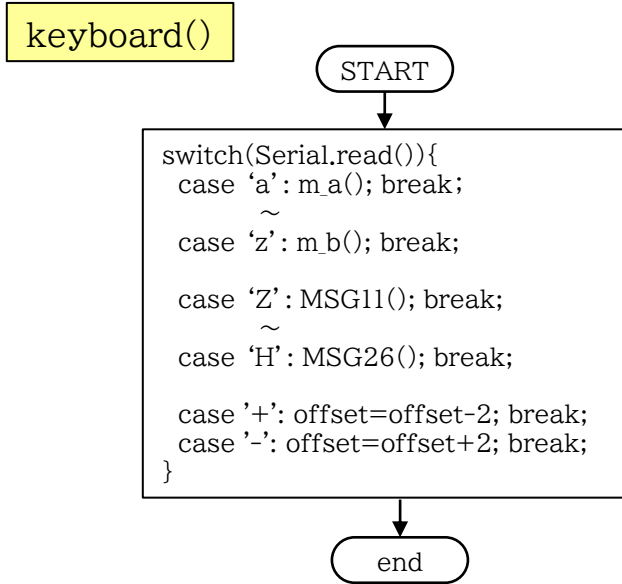 keyboard()
START
switch(Serial.read()){
case ‘a’: m_a(); break;
~
case ‘z’: m_b(); break;
case ‘Z’: MSG11(); break;
~
case ‘H’: MSG26(); break;
case '+': offset=offset-2; break;
case '-': offset=offset+2; break;
}
end